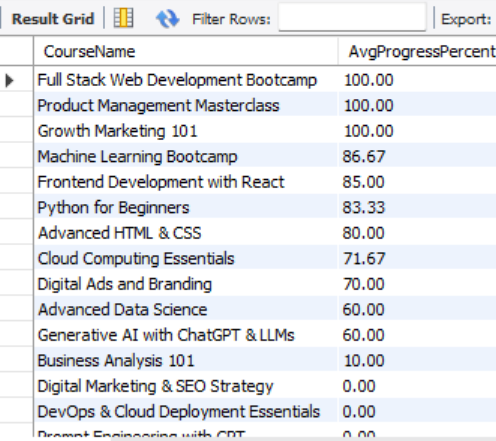 Result Grid Filter Rows: Export:
CourseName AvgProgressPercent
Full Stack Web Development Bootcamp 100.00
Product Management Masterclass 100.00
Growth Marketing 101 100.00
Machine Learning Bootcamp 86.67
Frontend Development with React 85.00
Python for Beginners 83.33
Advanced HTML & CSS 80.00
Cloud Computing Essentials 71.67
Digital Ads and Branding 70.00
Advanced Data Science 60.00
Generative AI with ChatGPT & LLMs 60.00
Business Analysis 101 10.00
Digital Marketing & SEO Strategy 0.00
DevOps & Cloud Deployment Essentials 0.00
Prompt Engineering with GPT 0.00